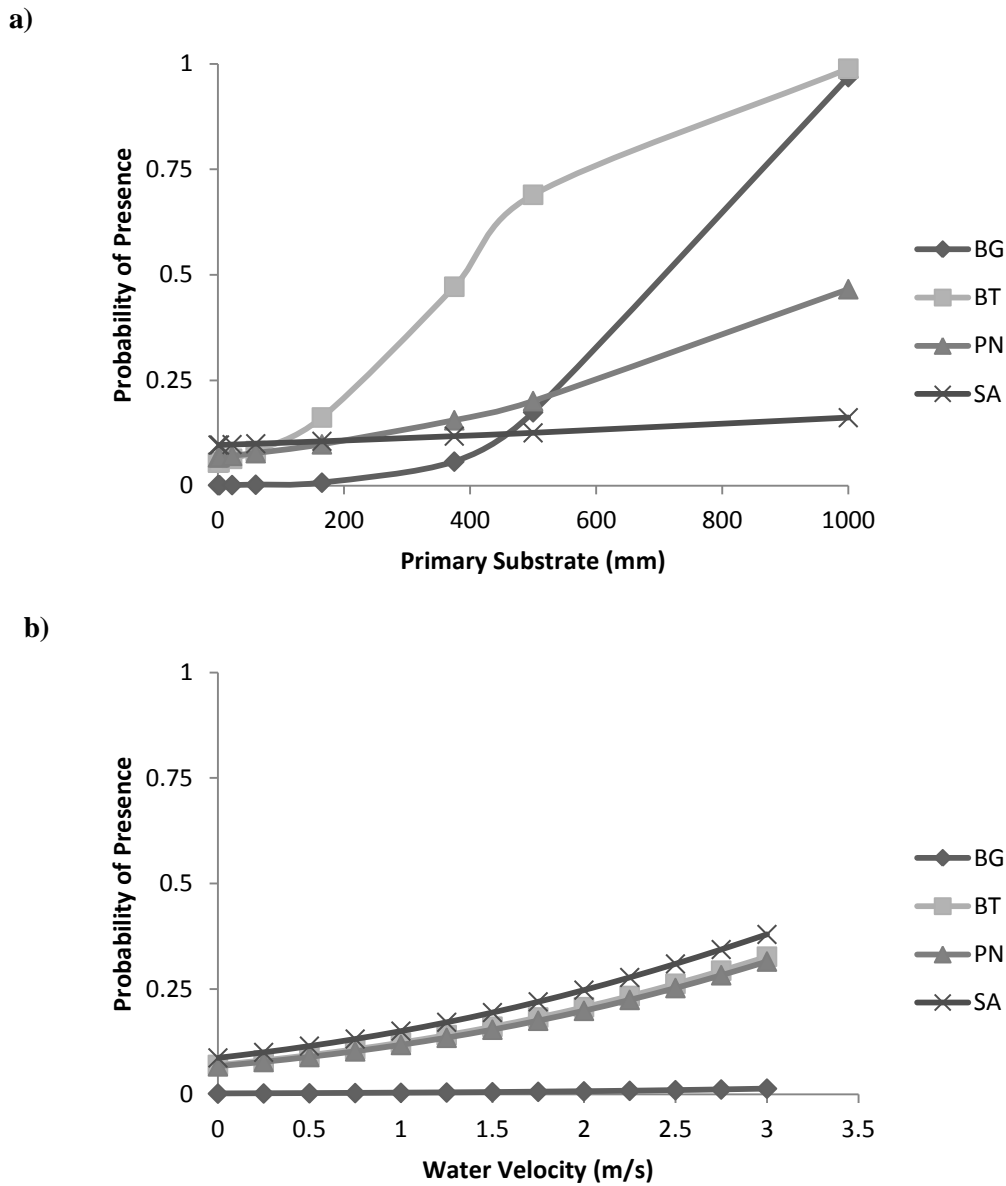 a)
1
0.75
0.5
0.25
0
Probability of Presence
0 200 400 600 800 1000
Primary Substrate (mm)
BG
BT
PN
SA
b)
1
0.75
0.5
0.25
0
Probability of Presence
0 0.5 1 1.5 2 2.5 3 3.5
Water Velocity (m/s)
BG
BT
PN
SA